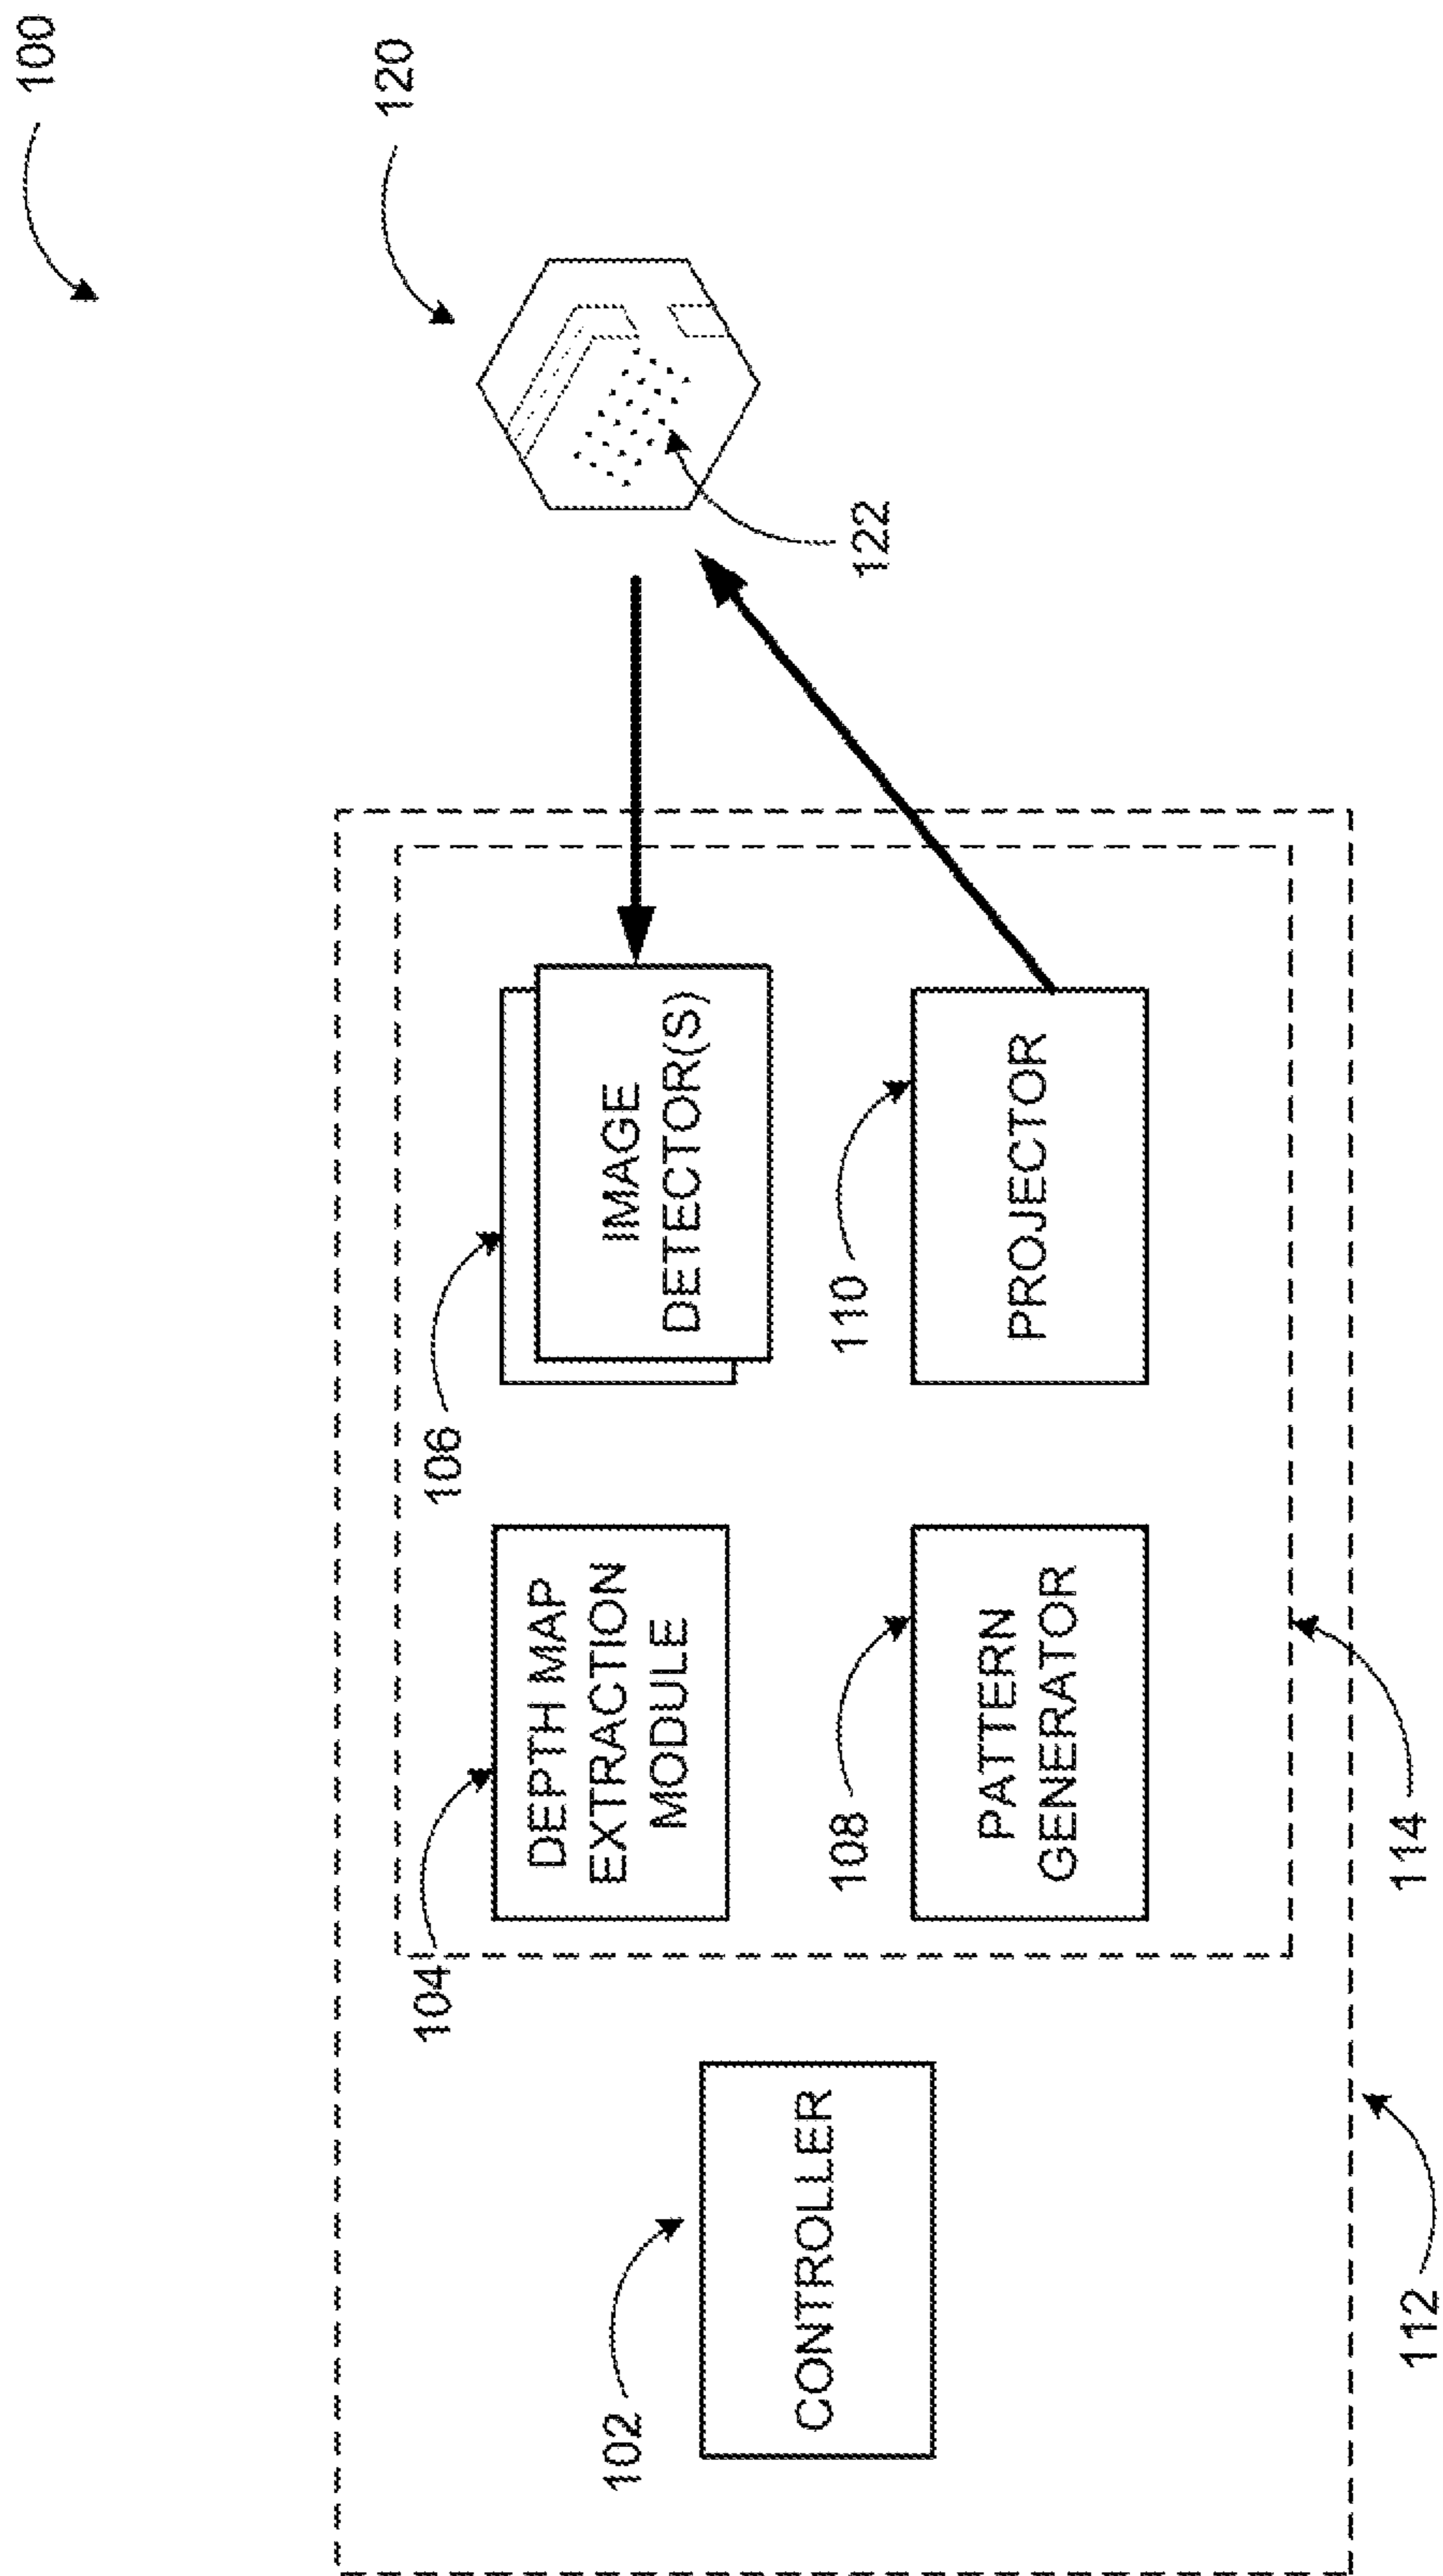 100
120
122
106
IMAGE
DETECTOR(S)
110
PROJECTOR
104
DEPTH MAP
EXTRACTION
MODULE
108
PATTERN
GENERATOR
114
102
CONTROLLER
112